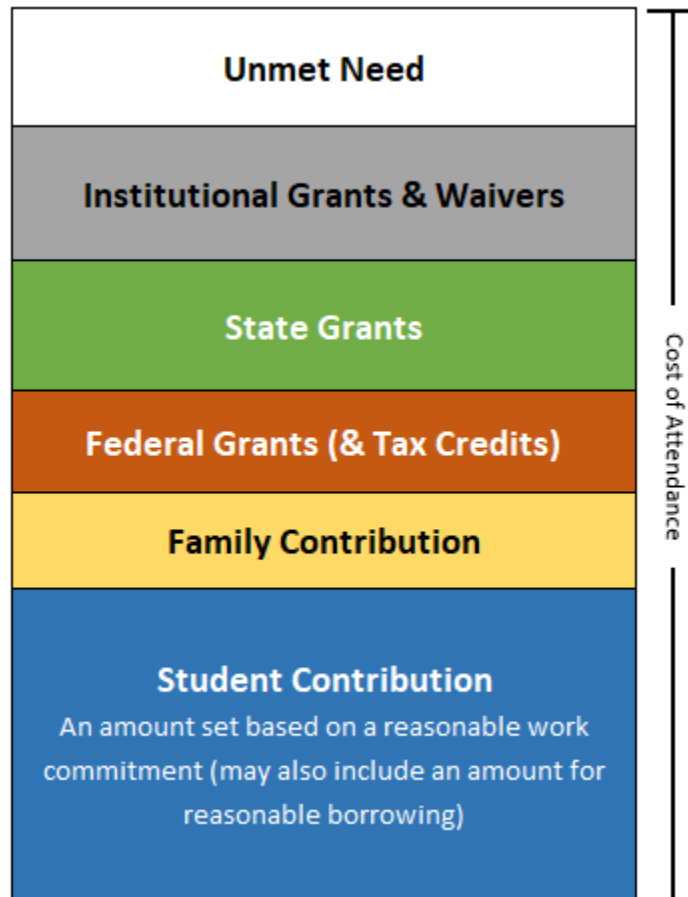 Unmet Need
Institutional Grants & Waivers
State Grants
Federal Grants (& Tax Credits)
Family Contribution
Student Contribution
An amount set based on a reasonable work
commitment (may also include an amount for
reasonable borrowing)
Cost of Attendance